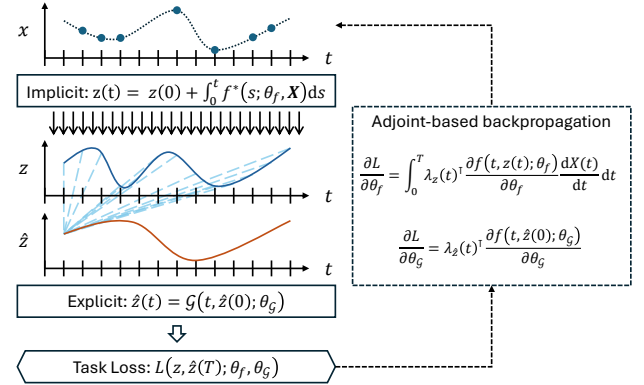 x
t
Implicit: z(t) = z(0) + ∫₀ᵗ f*(s; θ_f, X)ds
z
t
ẑ
t
Explicit: ẑ(t) = 𝒢(t, ẑ(0); θ_𝒢)
Task Loss: L(z, ẑ(T); θ_f, θ_𝒢)
Adjoint-based backpropagation
∂L/∂θ_f = ∫₀ᵀ λ_z(t)ᵀ ∂f(t, z(t); θ_f)/∂θ_f dX(t)/dt dt
∂L/∂θ_𝒢 = λ_ẑ(t)ᵀ ∂f(t, ẑ(0); θ_𝒢)/∂θ_𝒢